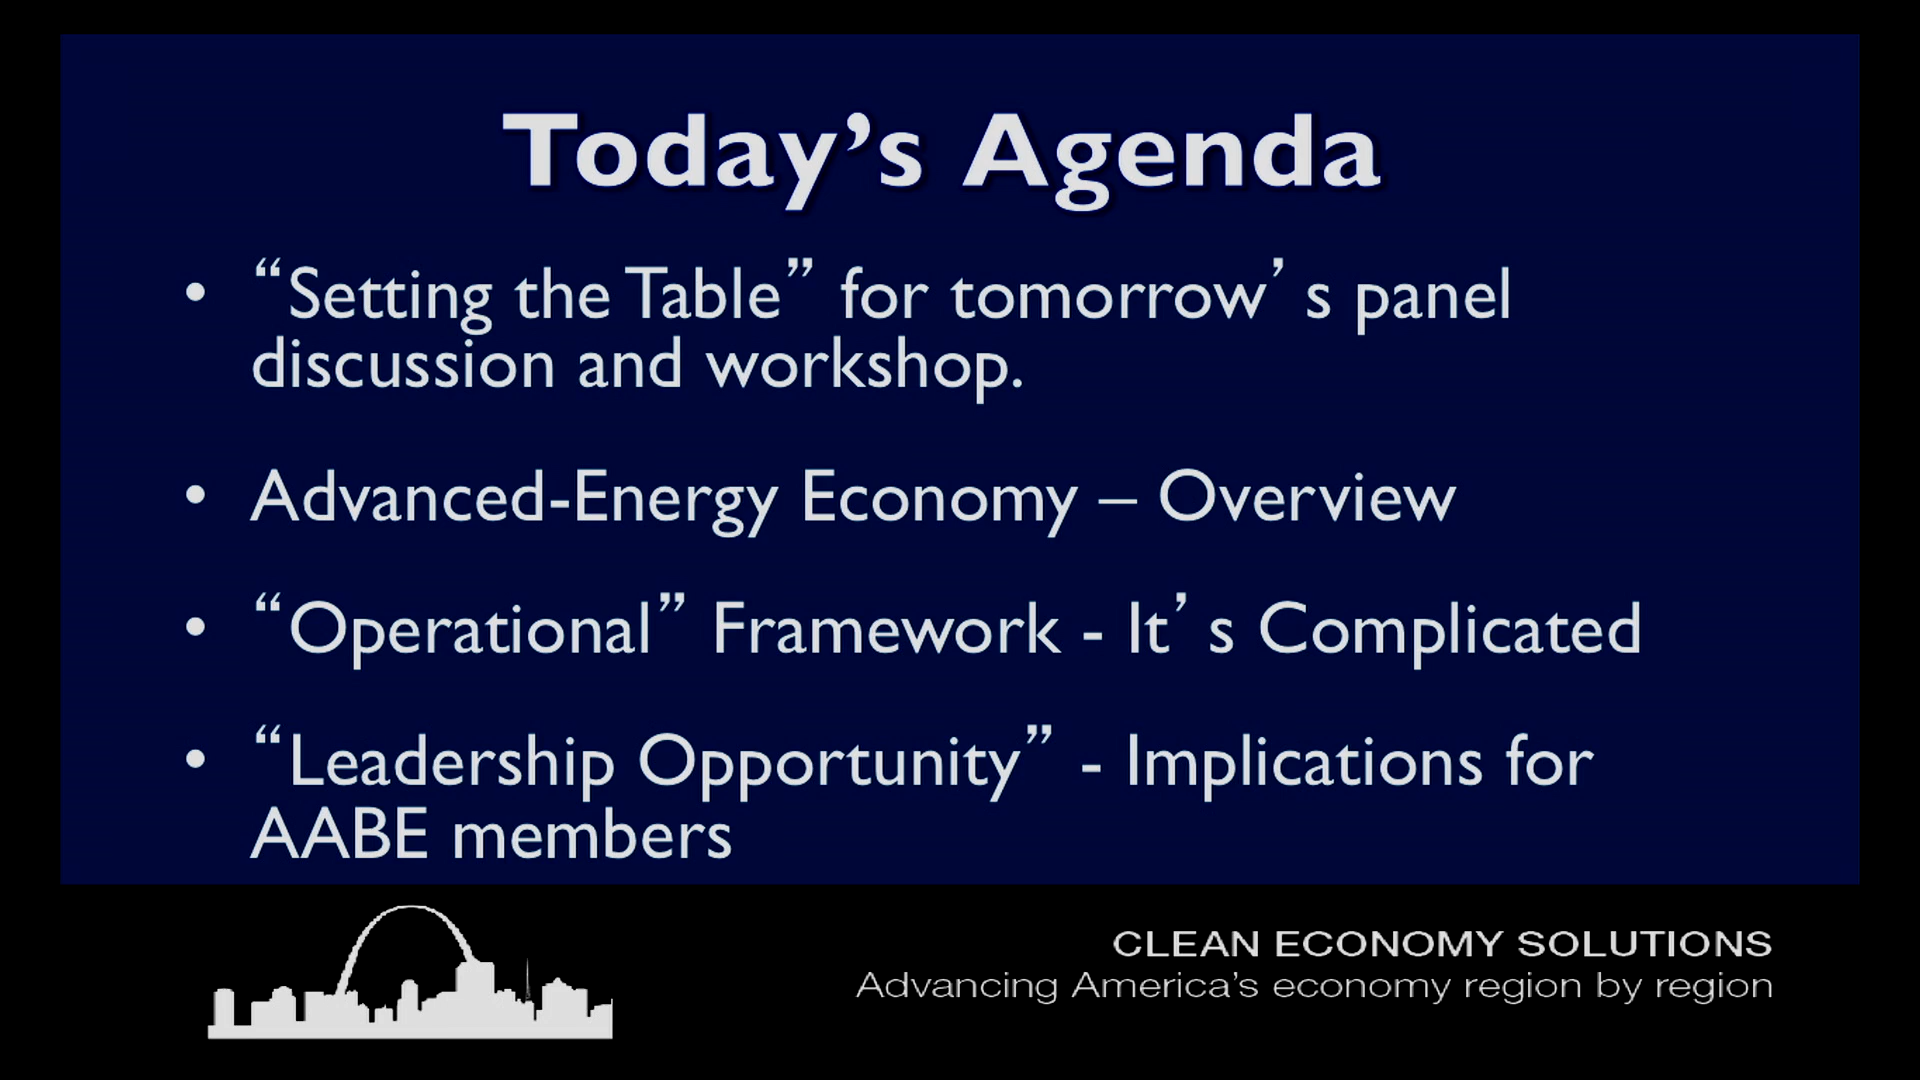 Today’s Agenda
• “Setting the Table” for tomorrow’s panel
discussion and workshop.
• Advanced-Energy Economy – Overview
• “Operational” Framework - It’s Complicated
• “Leadership Opportunity” - Implications for
AABE members
CLEAN ECONOMY SOLUTIONS
Advancing America’s economy region by region